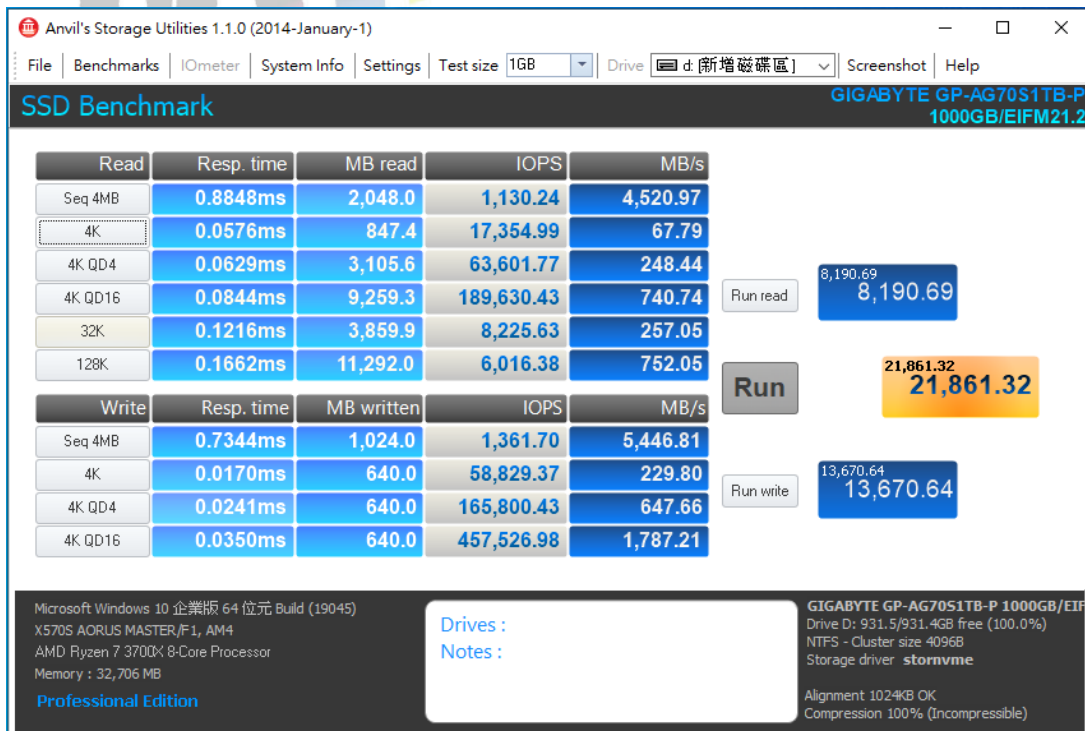 Anvil's Storage Utilities 1.1.0 (2014-January-1)
File Benchmarks IOmeter System Info Settings Test size 1GB Drive d: [新增磁碟區] Screenshot Help
SSD Benchmark
GIGABYTE GP-AG70S1TB-P
1000GB/EIFM21.2
Read Resp. time MB read IOPS MB/s
Seq 4MB 0.8848ms 2,048.0 1,130.24 4,520.97
4K 0.0576ms 847.4 17,354.99 67.79
4K QD4 0.0629ms 3,105.6 63,601.77 248.44
4K QD16 0.0844ms 9,259.3 189,630.43 740.74
32K 0.1216ms 3,859.9 8,225.63 257.05
128K 0.1662ms 11,292.0 6,016.38 752.05
Run read
8,190.69
8,190.69
Run
21,861.32
21,861.32
Write Resp. time MB written IOPS MB/s
Seq 4MB 0.7344ms 1,024.0 1,361.70 5,446.81
4K 0.0170ms 640.0 58,829.37 229.80
4K QD4 0.0241ms 640.0 165,800.43 647.66
4K QD16 0.0350ms 640.0 457,526.98 1,787.21
Run write
13,670.64
13,670.64
Microsoft Windows 10 企業版 64 位元 Build (19045)
X570S AORUS MASTER/F1, AM4
AMD Ryzen 7 3700X 8-Core Processor
Memory : 32,706 MB
Professional Edition
Drives :
Notes :
GIGABYTE GP-AG70S1TB-P 1000GB/EIF
Drive D: 931.5/931.4GB free (100.0%)
NTFS - Cluster size 4096B
Storage driver stornvme
Alignment 1024KB OK
Compression 100% (Incompressible)